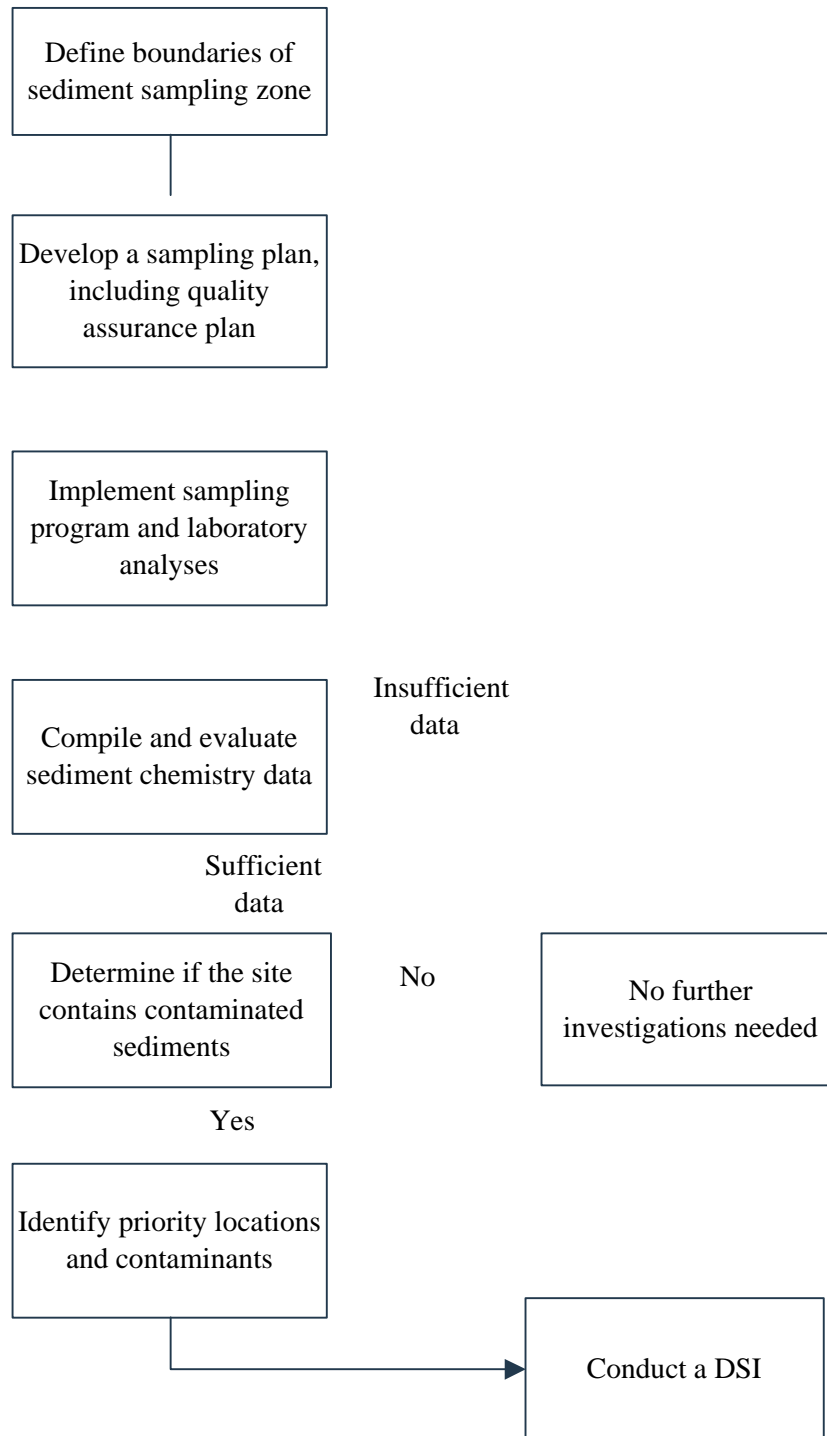 Define boundaries of
sediment sampling zone
Develop a sampling plan,
including quality
assurance plan
Implement sampling
program and laboratory
analyses
Insufficient
data
Compile and evaluate
sediment chemistry data
Sufficient
data
Determine if the site
contains contaminated
sediments
No
No further
investigations needed
Yes
Identify priority locations
and contaminants
Conduct a DSI